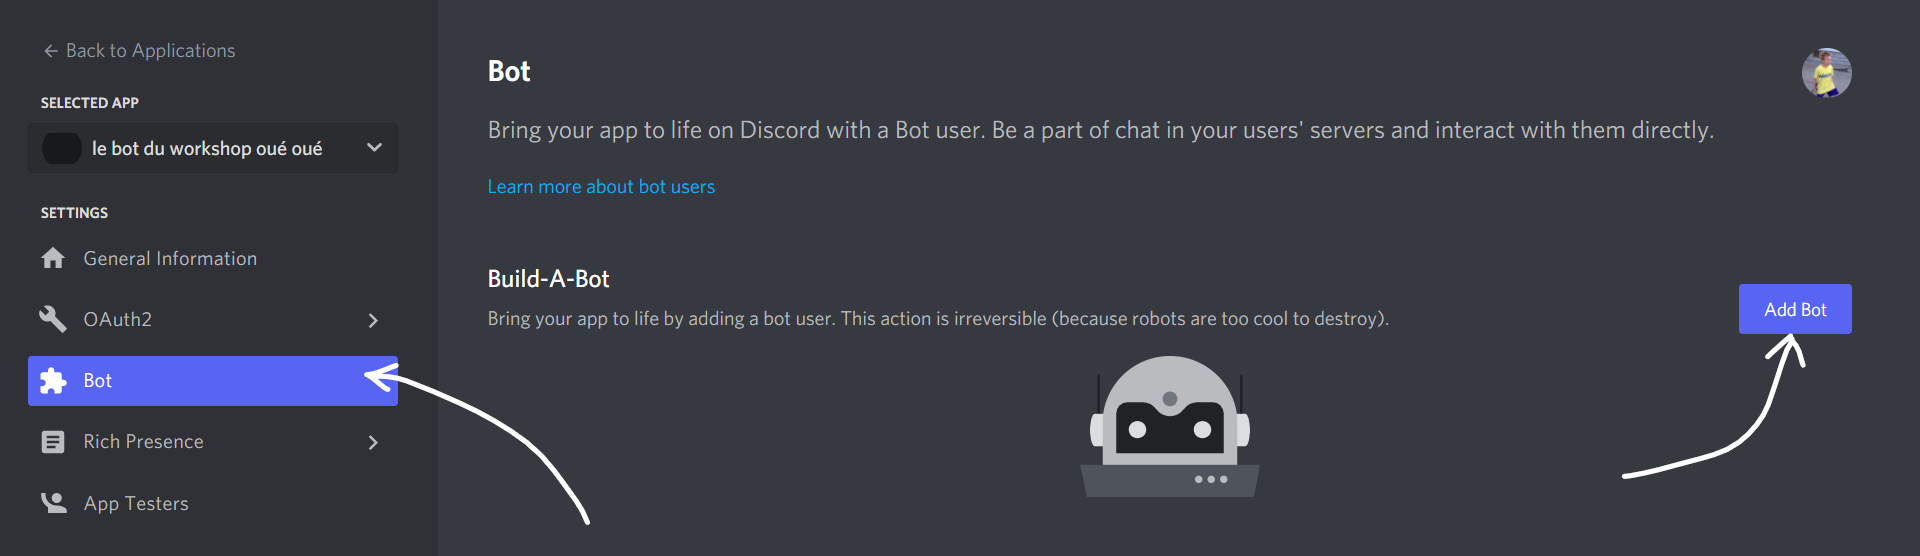 Back to Applications
SELECTED APP
le bot du workshop oué oué
SETTINGS
General Information
OAuth2
Bot
Rich Presence
App Testers
Bot
Bring your app to life on Discord with a Bot user. Be a part of chat in your users' servers and interact with them directly.
Learn more about bot users
Build-A-Bot
Bring your app to life by adding a bot user. This action is irreversible (because robots are too cool to destroy).
Add Bot